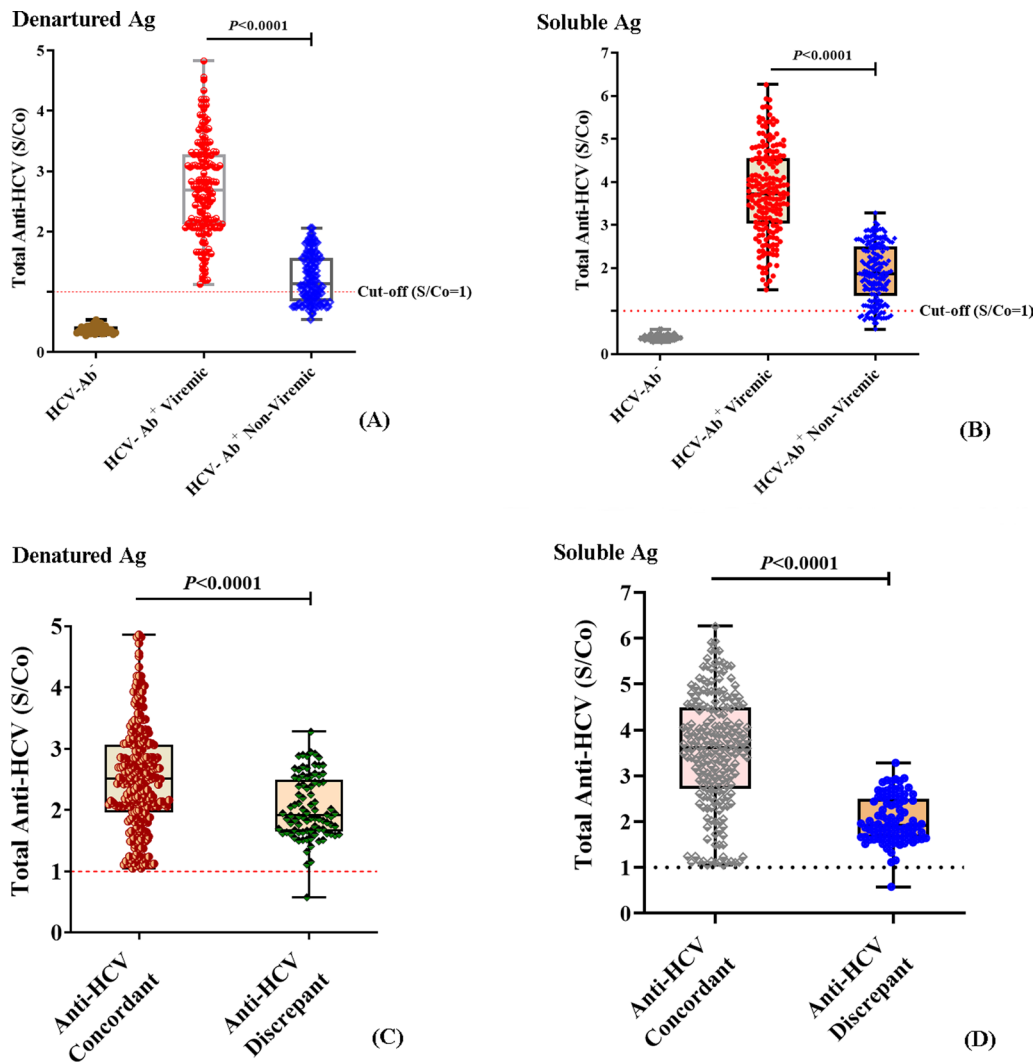 Denartured Ag
P<0.0001
Total Anti-HCV (S/Co)
5
4
3
2
1
0
Cut-off (S/Co=1)
HCV-Ab-
HCV- Ab+ Viremic
HCV- Ab+ Non-Viremic
(A)
Soluble Ag
P<0.0001
Total Anti-HCV (S/Co)
7
6
5
4
3
2
1
0
Cut-off (S/Co=1)
HCV-Ab-
HCV-Ab+ Viremic
HCV-Ab+ Non-Viremic
(B)
Denatured Ag
P<0.0001
Total Anti-HCV (S/Co)
5
4
3
2
1
0
Anti-HCV
Concordant
Anti-HCV
Discrepant
(C)
Soluble Ag
P<0.0001
Total Anti-HCV (S/Co)
7
6
5
4
3
2
1
0
Anti-HCV
Concordant
Anti-HCV
Discrepant
(D)